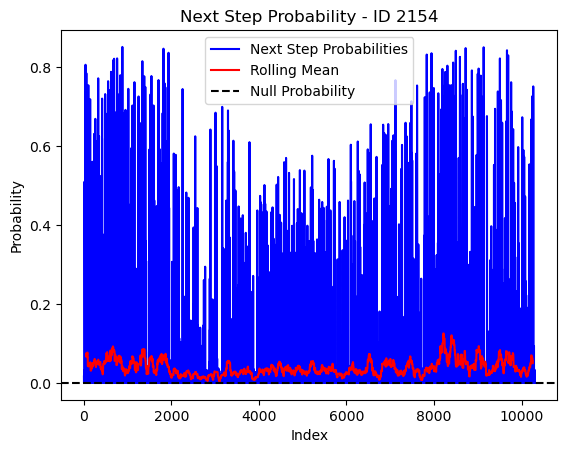 Next Step Probability - ID 2154
Next Step Probabilities
Rolling Mean
Null Probability
Probability
0.8
0.6
0.4
0.2
0.0
0
2000
4000
6000
8000
10000
Index